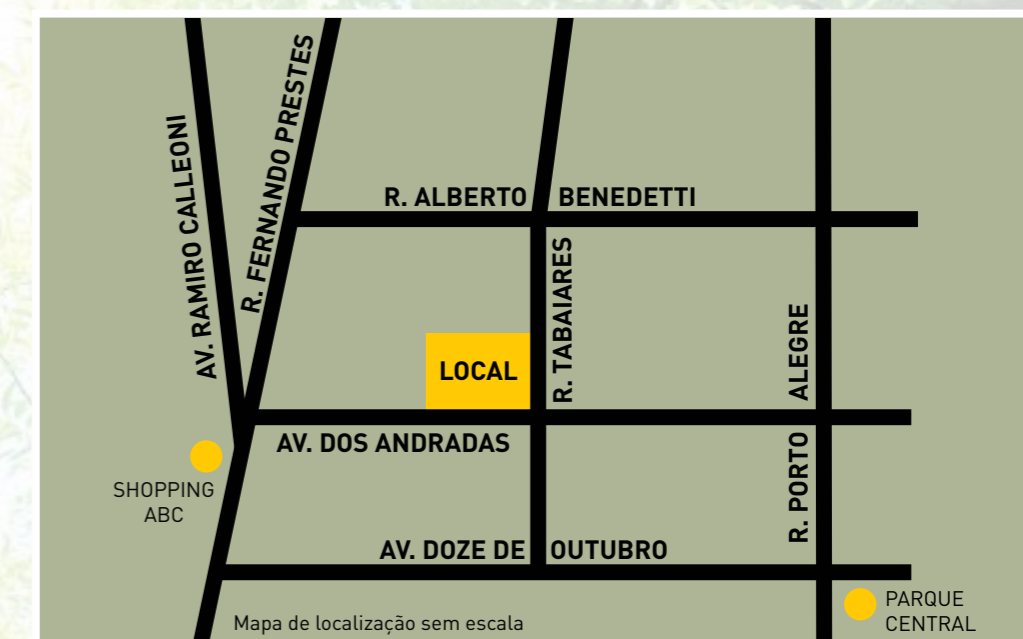 AV. RAMIRO CALLEONI
R. FERNANDO PRESTES
R. ALBERTO BENEDETTI
R. TABAIARES
R. PORTO ALEGRE
LOCAL
AV. DOS ANDRADAS
SHOPPING
ABC
AV. DOZE DE OUTUBRO
PARQUE
CENTRAL
Mapa de localização sem escala